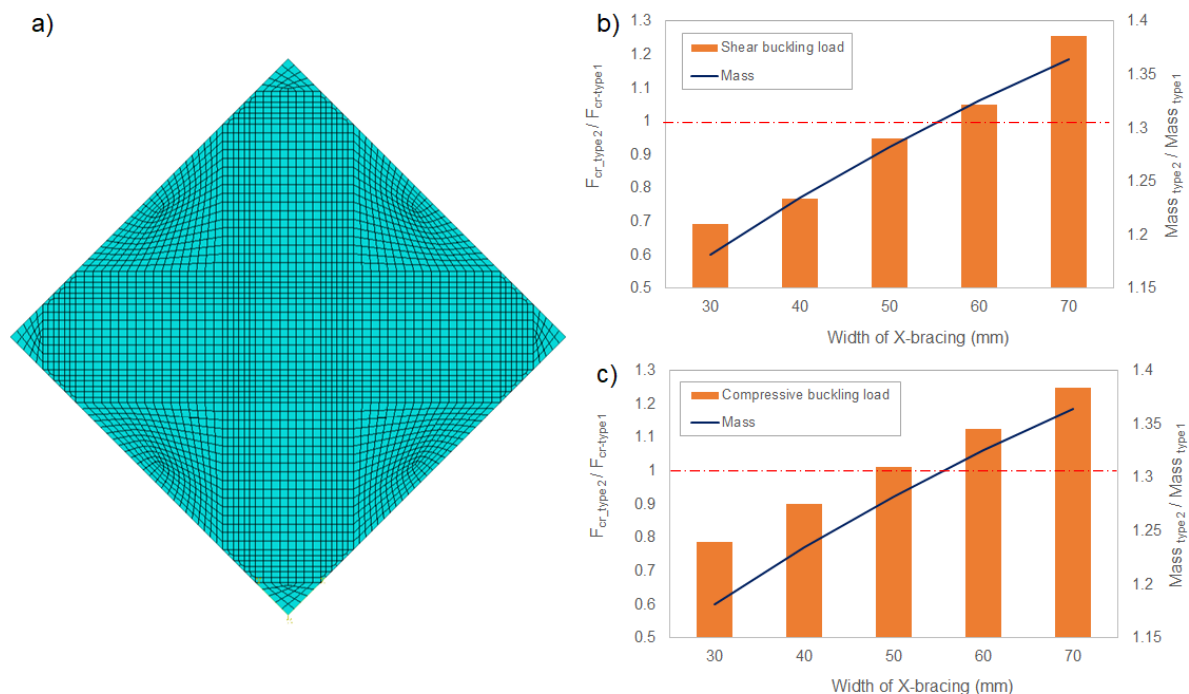 a)
b)
1.3
1.2
1.1
1
0.9
0.8
0.7
0.6
0.5
F cr_type 2 / F cr-type 1
Shear buckling load
Mass
1.4
1.35
1.3
1.25
1.2
1.15
Mass type 2 / Mass type 1
30 40 50 60 70
Width of X-bracing (mm)
c)
1.3
1.2
1.1
1
0.9
0.8
0.7
0.6
0.5
F cr_type 2 / F cr-type 1
Compressive buckling load
Mass
1.4
1.35
1.3
1.25
1.2
1.15
Mass type 2 / Mass type 1
30 40 50 60 70
Width of X-bracing (mm)